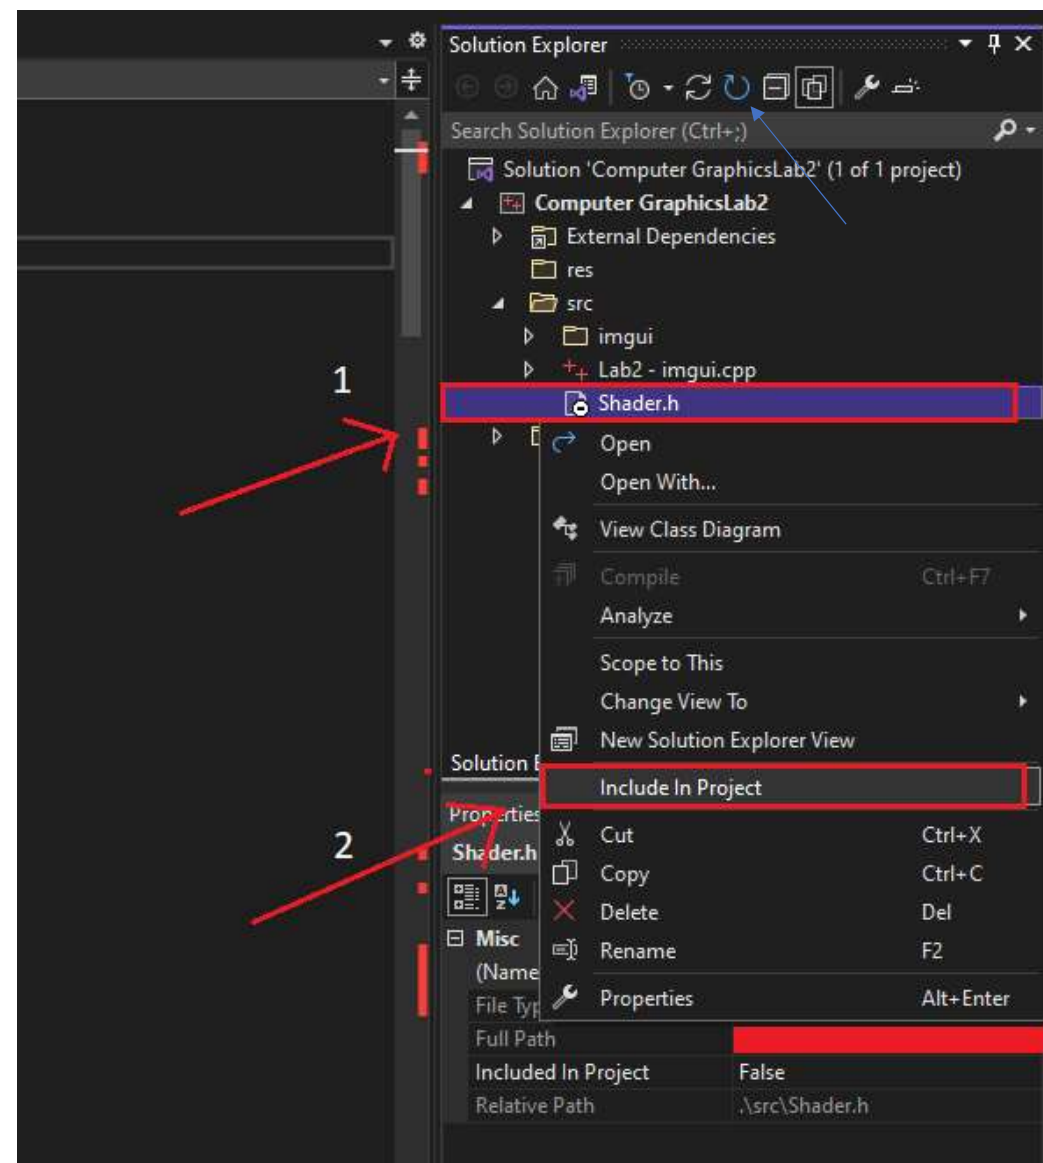 Solution Explorer
Search Solution Explorer (Ctrl+;)
Solution 'Computer GraphicsLab2' (1 of 1 project)
Computer GraphicsLab2
External Dependencies
res
src
imgui
1
Lab2 - imgui.cpp
Shader.h
Open
Open With...
View Class Diagram
Compile Ctrl+F7
Analyze
Scope to This
Change View To
New Solution Explorer View
Solution E
Include In Project
Properties
2
Cut Ctrl+X
Shader.h
Copy Ctrl+C
Delete Del
Misc
Rename F2
(Name
Properties Alt+Enter
File Typ
Full Path
Included In Project False
Relative Path .\src\Shader.h